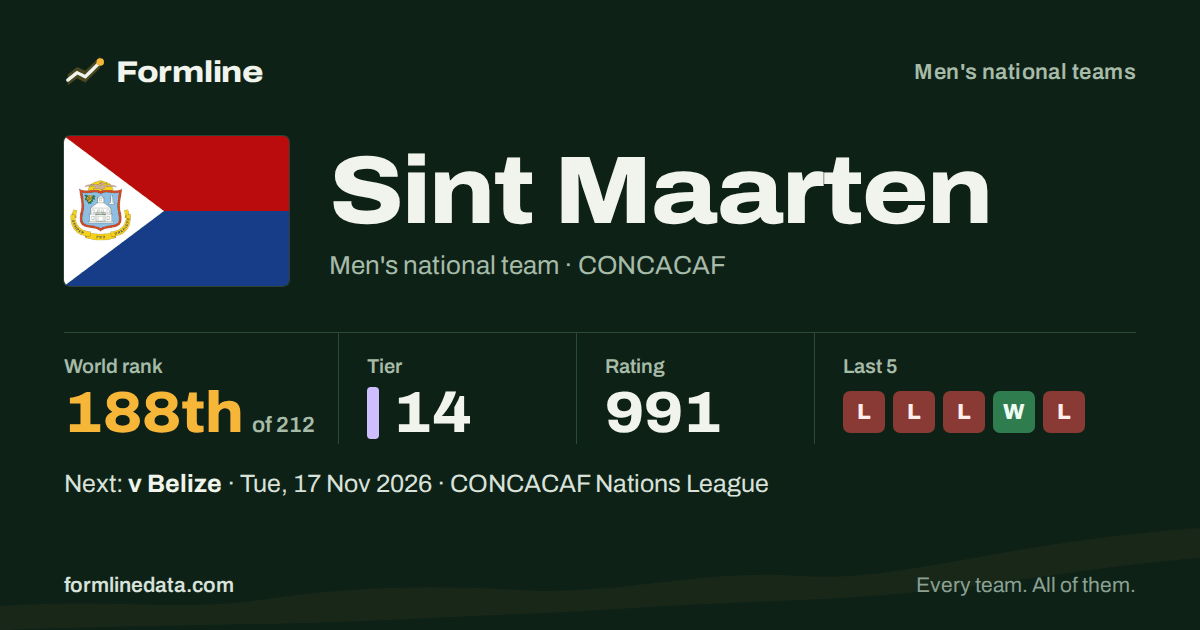 Formline
Men's national teams
Sint Maarten
Men's national team · CONCACAF
World rank
188th of 212
Tier
14
Rating
991
Last 5
L L L W L
Next: v Belize · Tue, 17 Nov 2026 · CONCACAF Nations League
formlinedata.com
Every team. All of them.